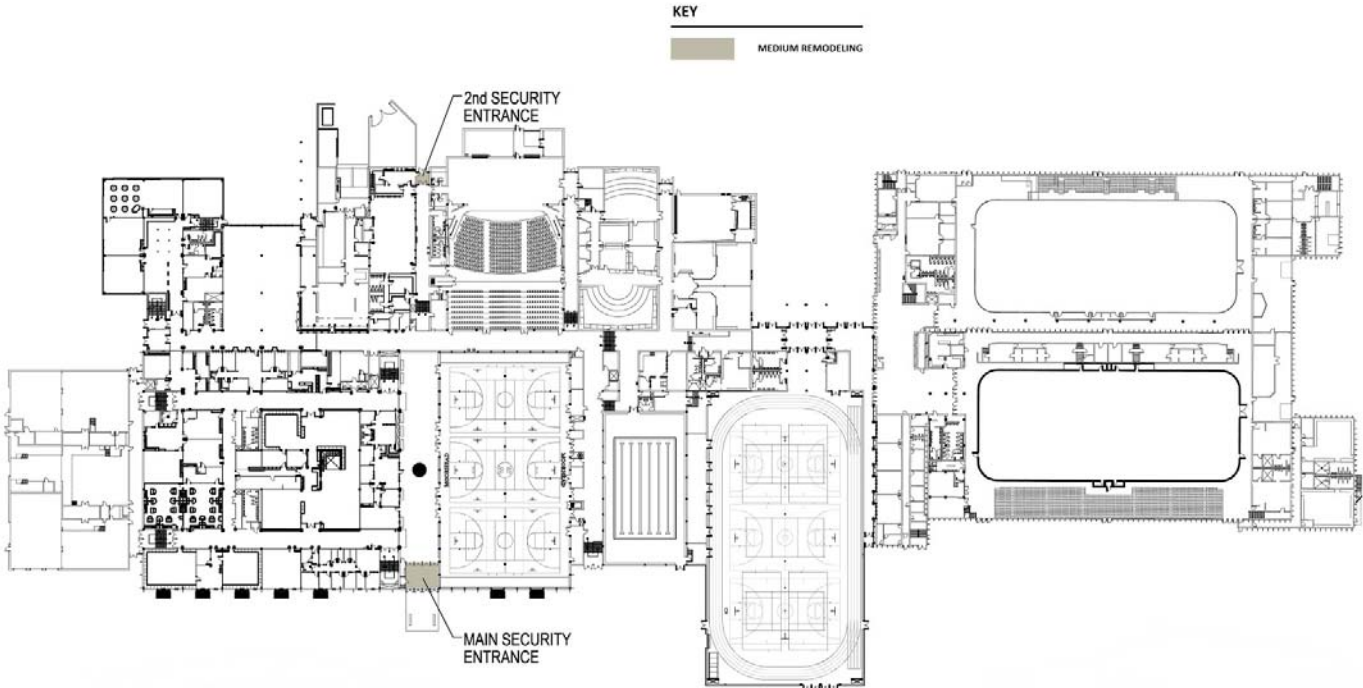 KEY
MEDIUM REMODELING
2nd SECURITY
ENTRANCE
MAIN SECURITY
ENTRANCE